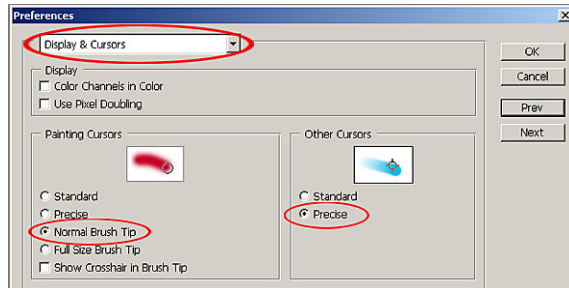 Preferences
Display & Cursors
OK
Cancel
Prev
Next
Display
Color Channels in Color
Use Pixel Doubling
Painting Cursors
Standard
Precise
Normal Brush Tip
Full Size Brush Tip
Show Crosshair in Brush Tip
Other Cursors
Standard
Precise